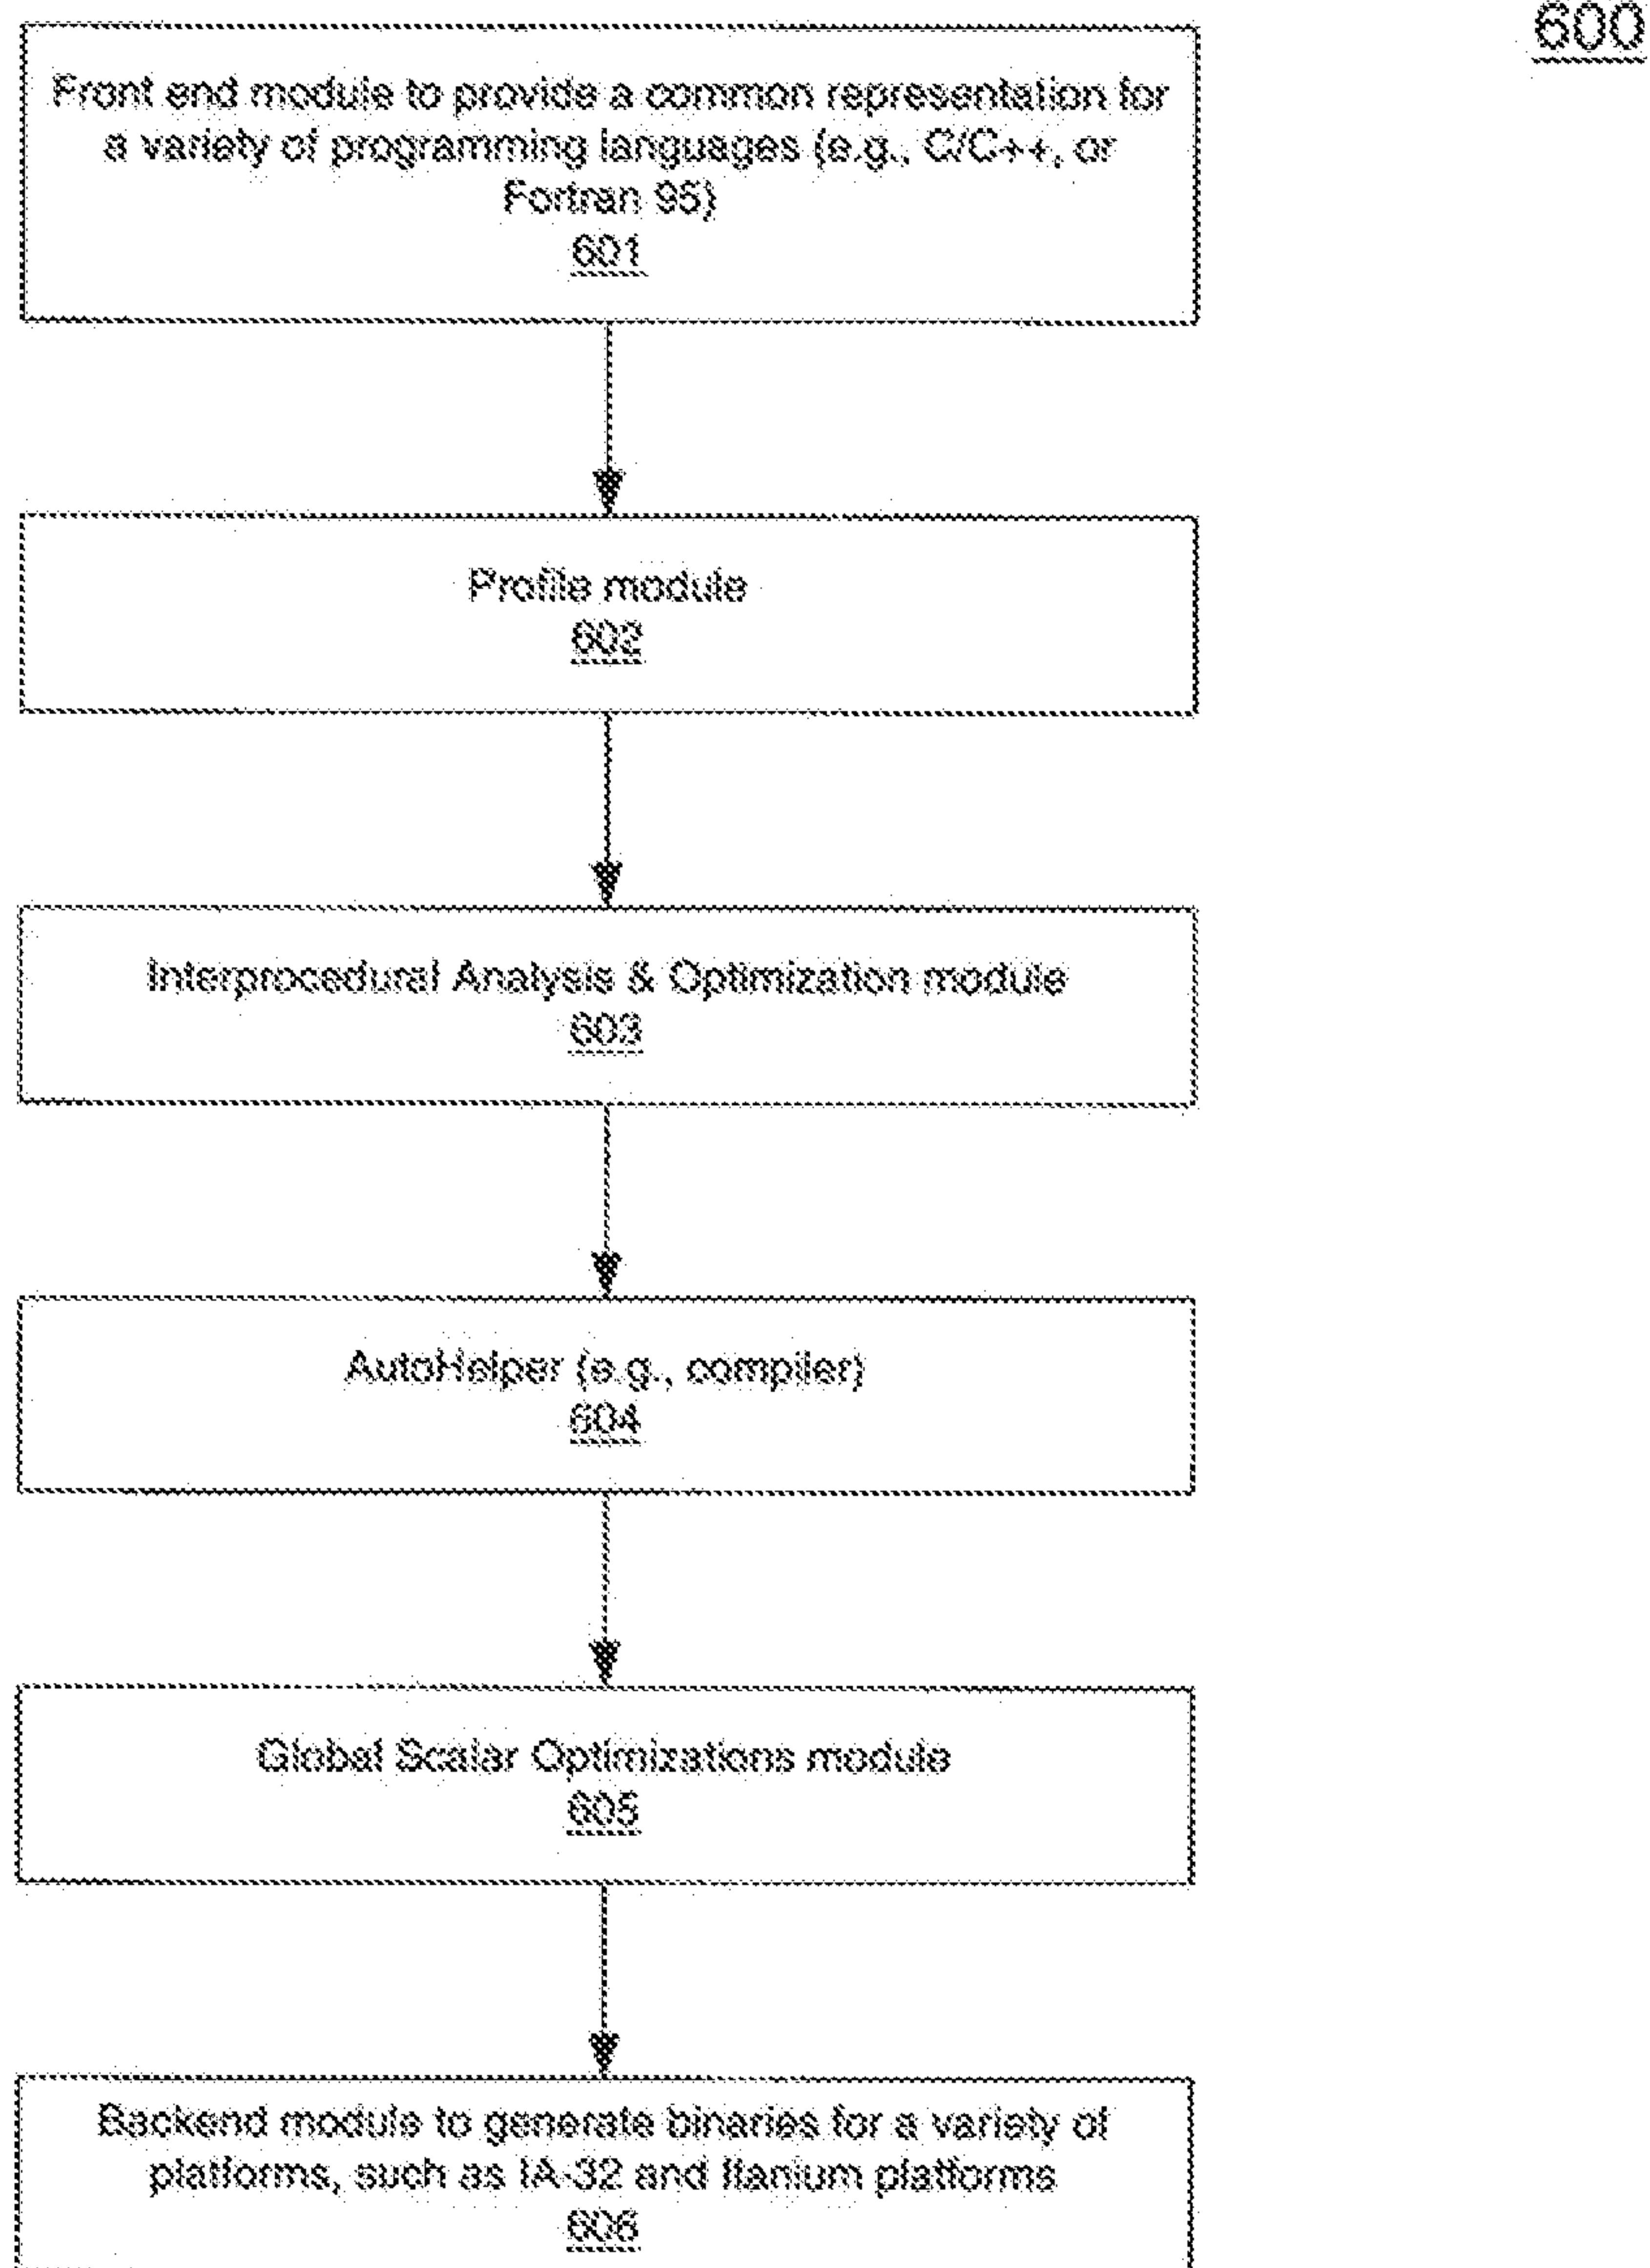 600
Front end module to provide a common representation for
a variety of programming languages (e.g., C/C++, or
Fortran 95)
601
Profile module
602
Interprocedural Analysis & Optimization module
603
AutoHelper (e.g., compiler)
604
Global Scalar Optimizations module
605
Backend module to generate binaries for a variety of
platforms, such as IA-32 and Itanium platforms
606